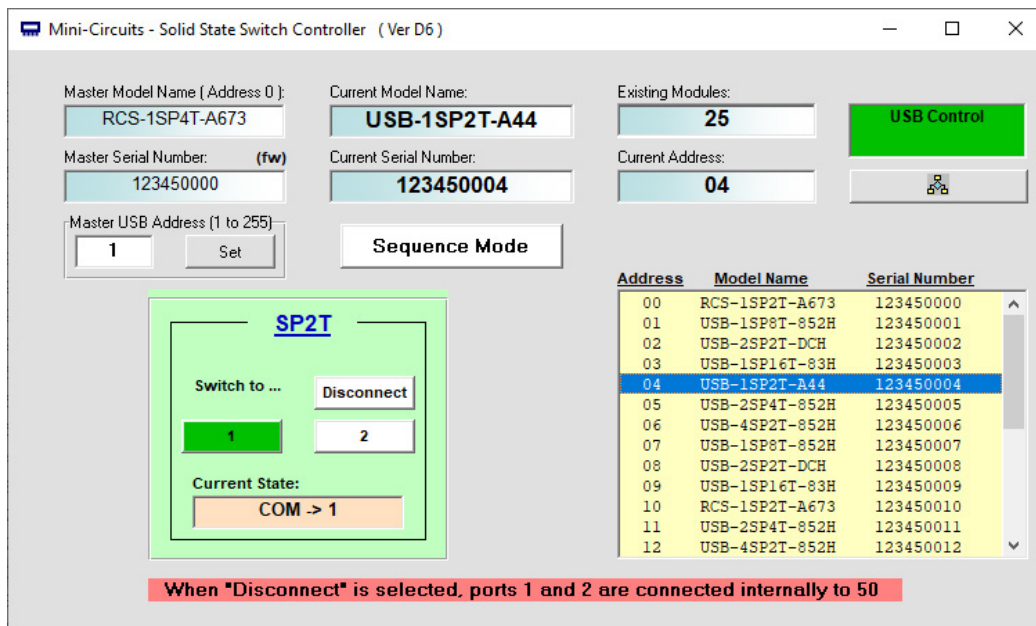 Mini-Circuits - Solid State Switch Controller ( Ver D6 )
Master Model Name ( Address 0 ):
RCS-1SP4T-A673
Current Model Name:
USB-1SP2T-A44
Existing Modules:
25
USB Control
Master Serial Number: (fw)
123450000
Current Serial Number:
123450004
Current Address:
04
Master USB Address (1 to 255)
1
Set
Sequence Mode
SP2T
Switch to ...
Disconnect
1
2
Current State:
COM -> 1
Address Model Name Serial Number
00 RCS-1SP2T-A673 123450000
01 USB-1SP8T-852H 123450001
02 USB-2SP2T-DCH 123450002
03 USB-1SP16T-83H 123450003
04 USB-1SP2T-A44 123450004
05 USB-2SP4T-852H 123450005
06 USB-4SP2T-852H 123450006
07 USB-1SP8T-852H 123450007
08 USB-2SP2T-DCH 123450008
09 USB-1SP16T-83H 123450009
10 RCS-1SP2T-A673 123450010
11 USB-2SP4T-852H 123450011
12 USB-4SP2T-852H 123450012
When "Disconnect" is selected, ports 1 and 2 are connected internally to 50